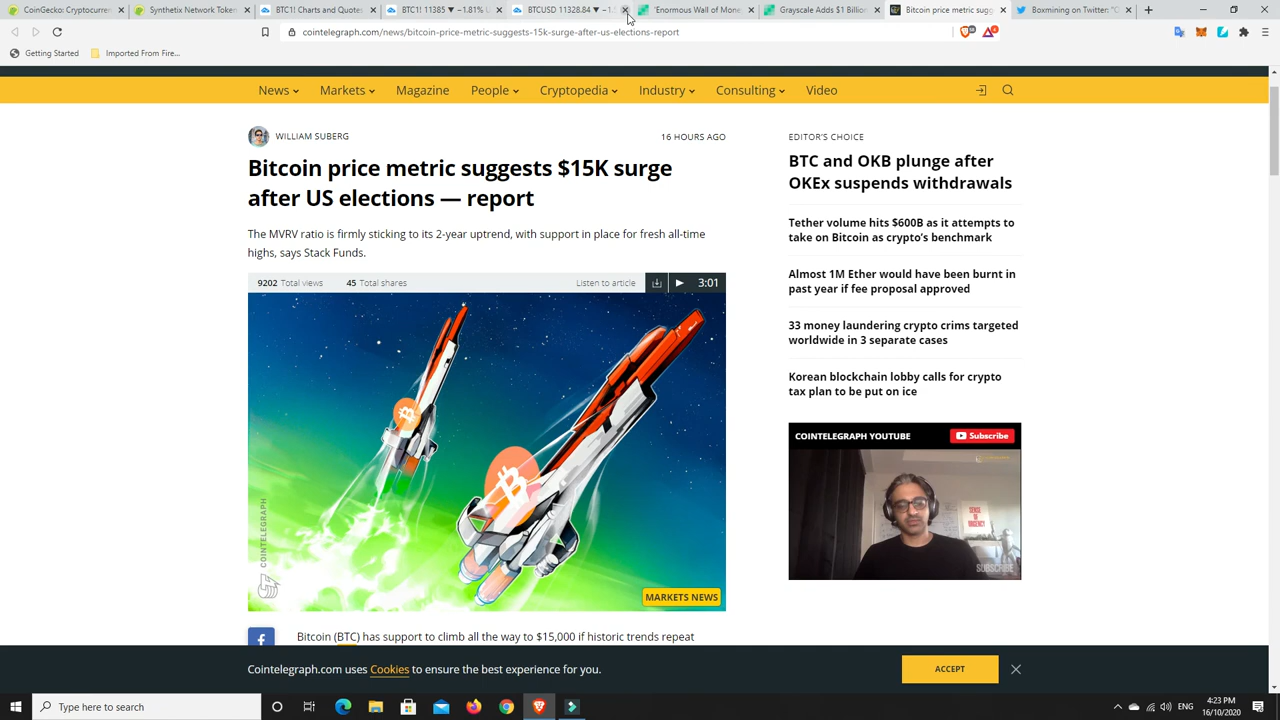 CoinGecko: Cryptocurrenc
Synthetix Network Token
BTC1! Charts and Quotes
BTC1! 11385 ▼ −1.81% U
BTCUSD 11328.84 ▼ −1.
'Enormous Wall of Mone
Grayscale Adds $1 Billion
Bitcoin price metric sugg
Boxmining on Twitter: "C
cointelegraph.com/news/bitcoin-price-metric-suggests-15k-surge-after-us-elections-report
Getting Started
Imported From Fire...
News
Markets
Magazine
People
Cryptopedia
Industry
Consulting
Video
WILLIAM SUBERG
16 HOURS AGO
Bitcoin price metric suggests $15K surge
after US elections — report
The MVRV ratio is firmly sticking to its 2-year uptrend, with support in place for fresh all-time
highs, says Stack Funds.
9202 Total views
45 Total shares
Listen to article
3:01
COINTELEGRAPH
MARKETS NEWS
Bitcoin (BTC) has support to climb all the way to $15,000 if historic trends repeat
EDITOR'S CHOICE
BTC and OKB plunge after
OKEx suspends withdrawals
Tether volume hits $600B as it attempts to
take on Bitcoin as crypto's benchmark
Almost 1M Ether would have been burnt in
past year if fee proposal approved
33 money laundering crypto crims targeted
worldwide in 3 separate cases
Korean blockchain lobby calls for crypto
tax plan to be put on ice
COINTELEGRAPH YOUTUBE
Subscribe
SENSE OF
URGENCY
SUBSCRIBE
Cointelegraph.com uses Cookies to ensure the best experience for you.
ACCEPT
Type here to search
ENG
4:23 PM
16/10/2020